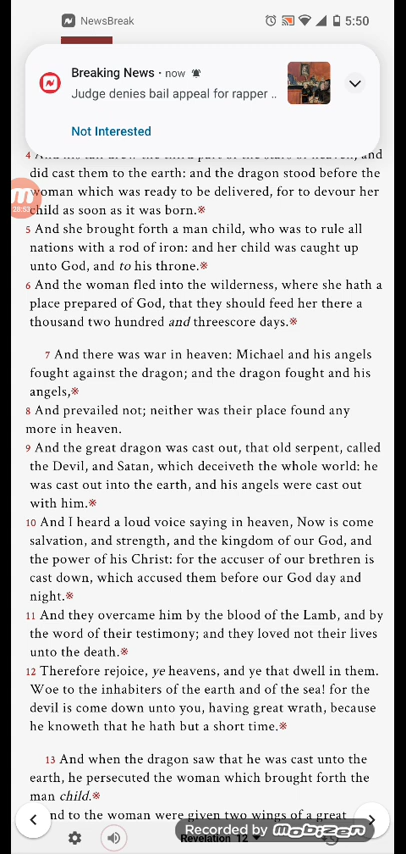 NewsBreak
5:50
Breaking News · now
Judge denies bail appeal for rapper ..
Not Interested
4 And his tail drew the third part of the stars of heaven, and
did cast them to the earth: and the dragon stood before the
woman which was ready to be delivered, for to devour her
child as soon as it was born.※
5 And she brought forth a man child, who was to rule all
nations with a rod of iron: and her child was caught up
unto God, and to his throne.※
6 And the woman fled into the wilderness, where she hath a
place prepared of God, that they should feed her there a
thousand two hundred and threescore days.※
7 And there was war in heaven: Michael and his angels
fought against the dragon; and the dragon fought and his
angels,※
8 And prevailed not; neither was their place found any
more in heaven.
9 And the great dragon was cast out, that old serpent, called
the Devil, and Satan, which deceiveth the whole world: he
was cast out into the earth, and his angels were cast out
with him.※
10 And I heard a loud voice saying in heaven, Now is come
salvation, and strength, and the kingdom of our God, and
the power of his Christ: for the accuser of our brethren is
cast down, which accused them before our God day and
night.※
11 And they overcame him by the blood of the Lamb, and by
the word of their testimony; and they loved not their lives
unto the death.※
12 Therefore rejoice, ye heavens, and ye that dwell in them.
Woe to the inhabiters of the earth and of the sea! for the
devil is come down unto you, having great wrath, because
he knoweth that he hath but a short time.※
13 And when the dragon saw that he was cast unto the
earth, he persecuted the woman which brought forth the
man child.※
And to the woman were given two wings of a great
Revelation 12
Recorded by mobizen